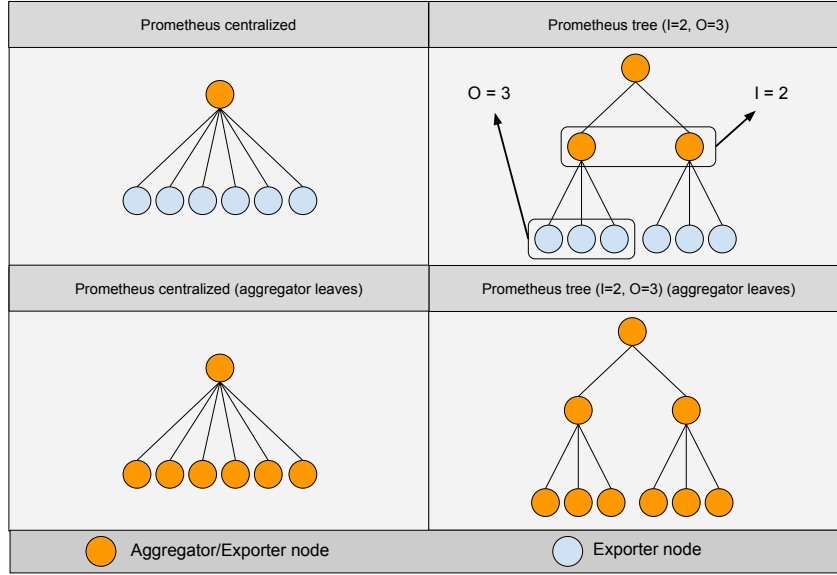 Prometheus centralized
Prometheus tree (I=2, O=3)
O = 3
I = 2
Prometheus centralized (aggregator leaves)
Prometheus tree (I=2, O=3) (aggregator leaves)
Aggregator/Exporter node
Exporter node